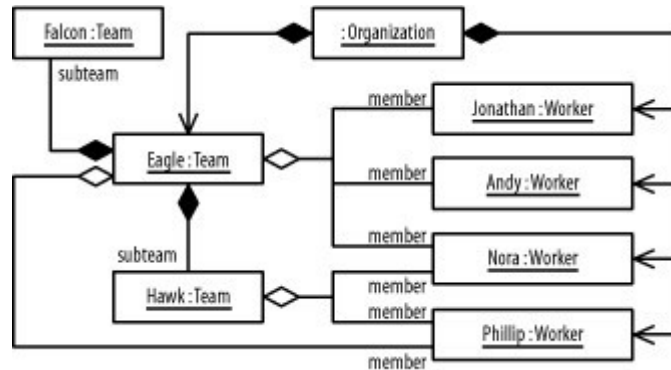 Falcon : Team
: Organization
subteam
member
Jonathan : Worker
Eagle : Team
member
Andy : Worker
member
subteam
Nora : Worker
member
Hawk : Team
member
Phillip : Worker
member